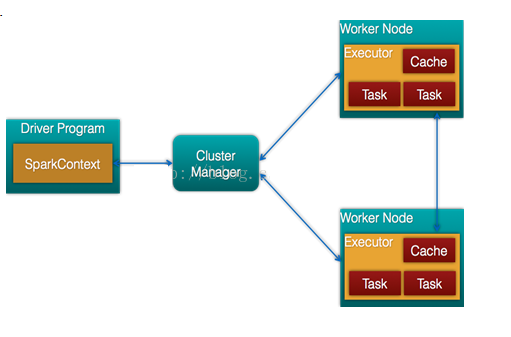 Driver Program
SparkContext
Cluster
Manager
Worker Node
Executor
Cache
Task Task
Worker Node
Executor
Cache
Task Task